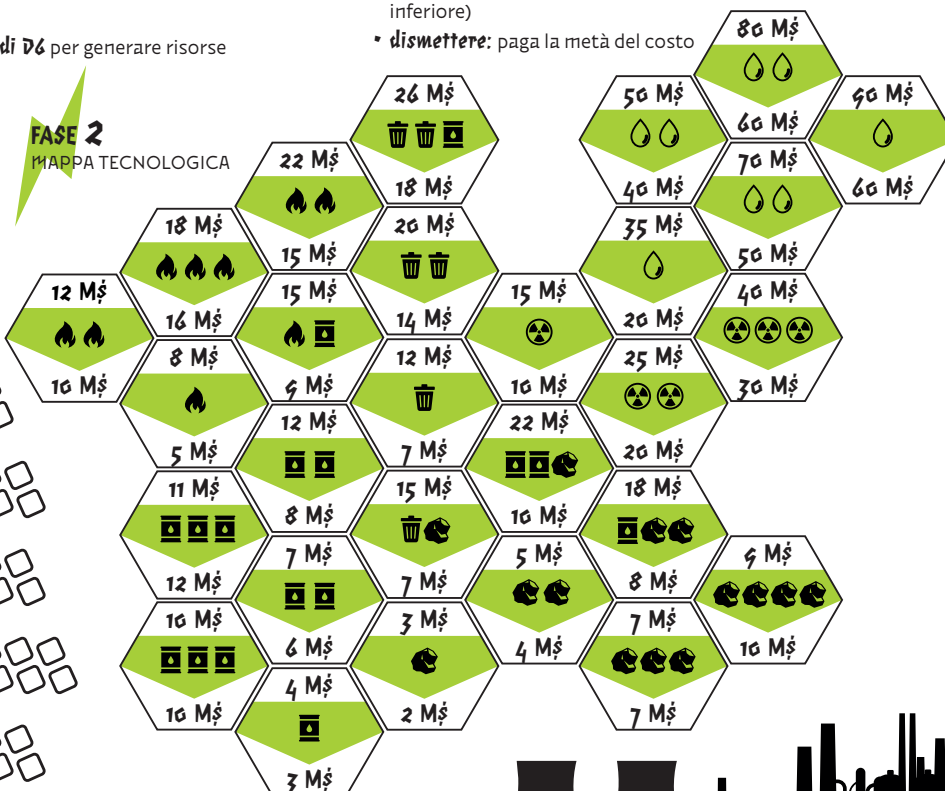 inferiore)
• dismettere: paga la metà del costo
di D6 per generare risorse
FASE 2
MAPPA TECNOLOGICA
80 M$
26 M$ 50 M$ 90 M$
60 M$
22 M$ 70 M$
18 M$ 40 M$ 60 M$
18 M$ 20 M$ 35 M$
15 M$ 50 M$
12 M$ 15 M$ 15 M$ 40 M$
16 M$ 14 M$ 20 M$
8 M$ 12 M$ 25 M$
10 M$ 9 M$ 10 M$ 30 M$
12 M$ 22 M$
5 M$ 7 M$ 20 M$
11 M$ 15 M$ 18 M$
8 M$ 10 M$
7 M$ 5 M$ 9 M$
12 M$ 7 M$ 8 M$
10 M$ 3 M$ 7 M$
6 M$ 4 M$ 10 M$
4 M$
10 M$ 2 M$ 7 M$
3 M$